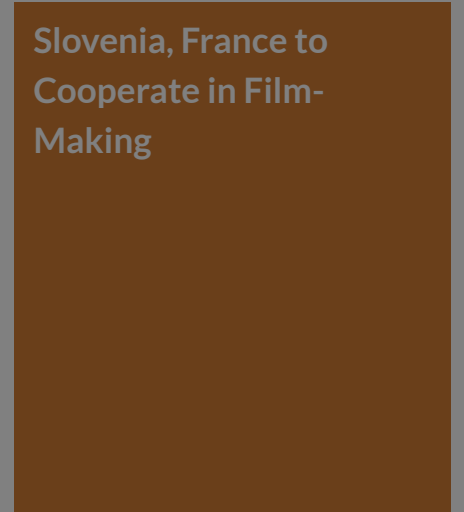 Slovenia, France to
Cooperate in Film-
Making